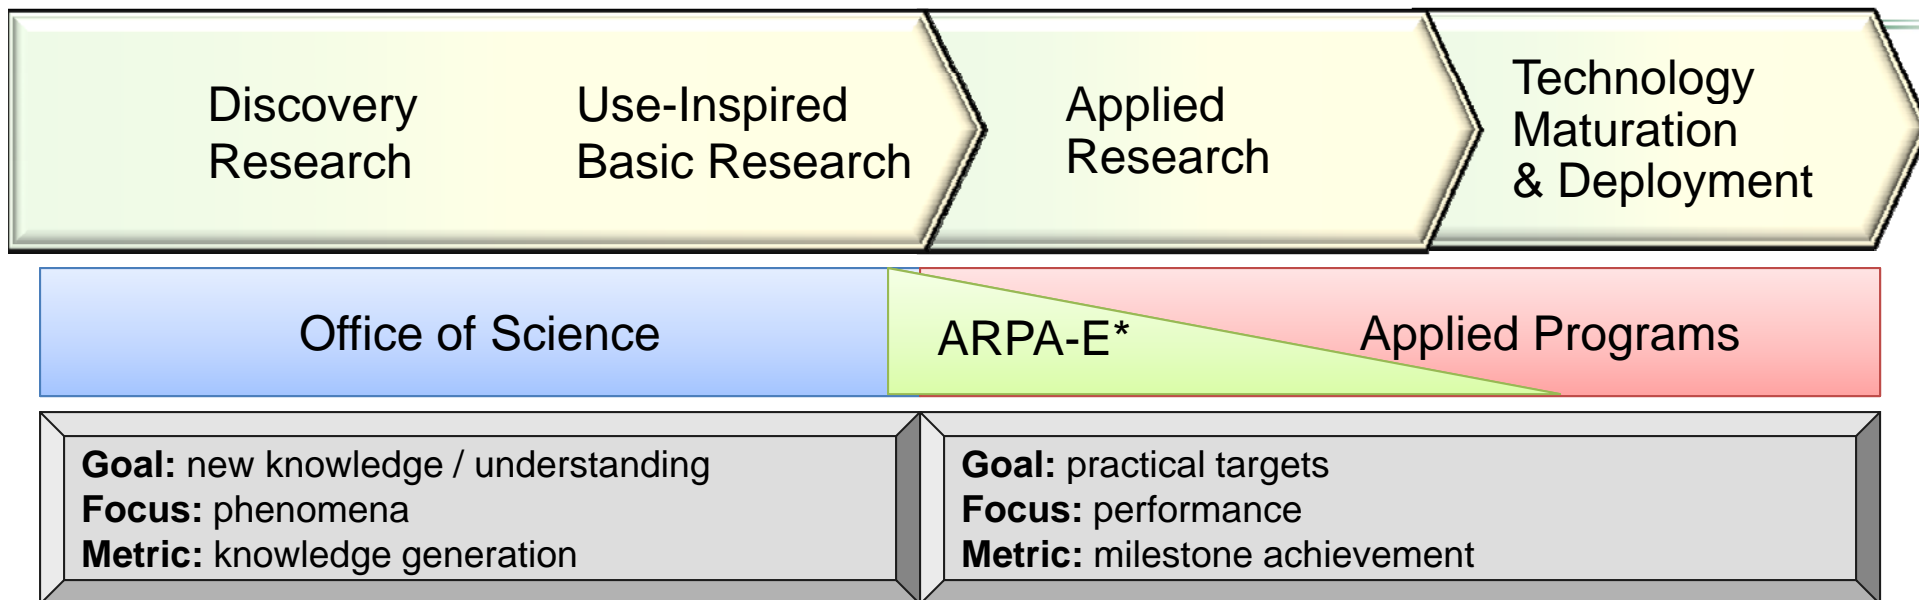 Discovery
Research
Use-Inspired
Basic Research
Applied
Research
Technology
Maturation
& Deployment
Office of Science
ARPA-E*
Applied Programs
Goal: new knowledge / understanding
Focus: phenomena
Metric: knowledge generation
Goal: practical targets
Focus: performance
Metric: milestone achievement